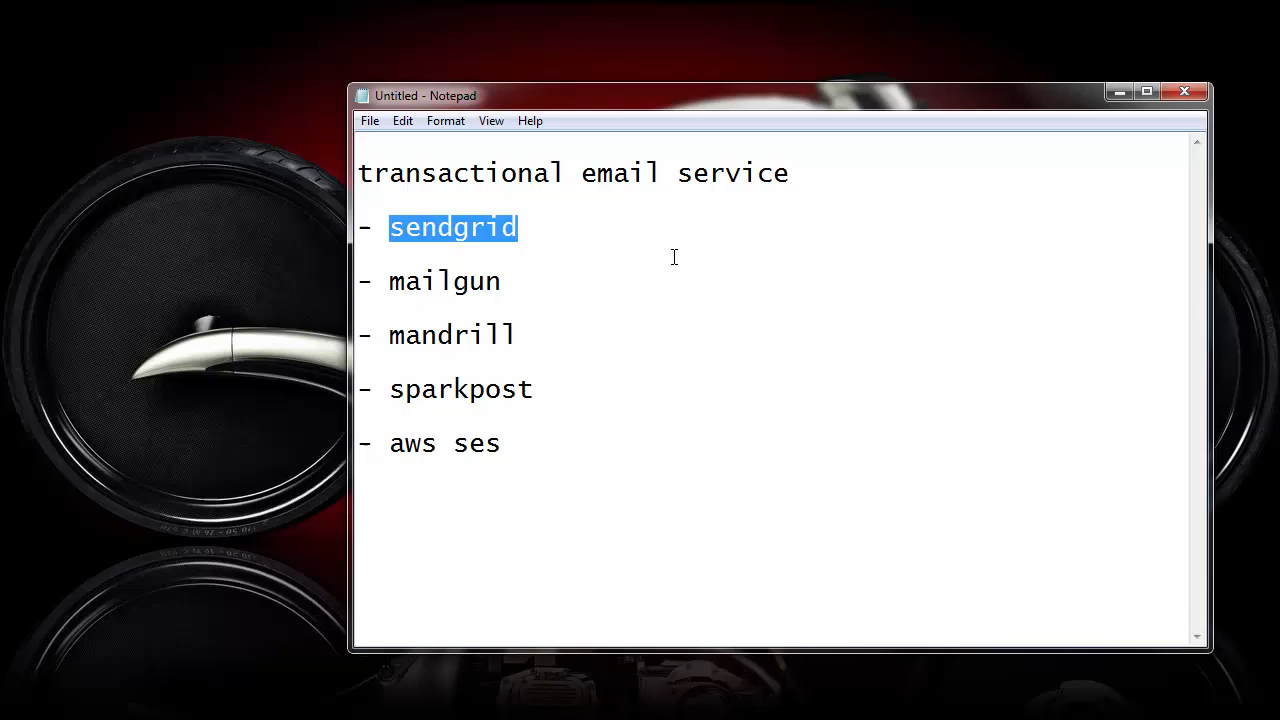 Untitled - Notepad
File Edit Format View Help
transactional email service
- sendgrid
- mailgun
- mandrill
- sparkpost
- aws ses